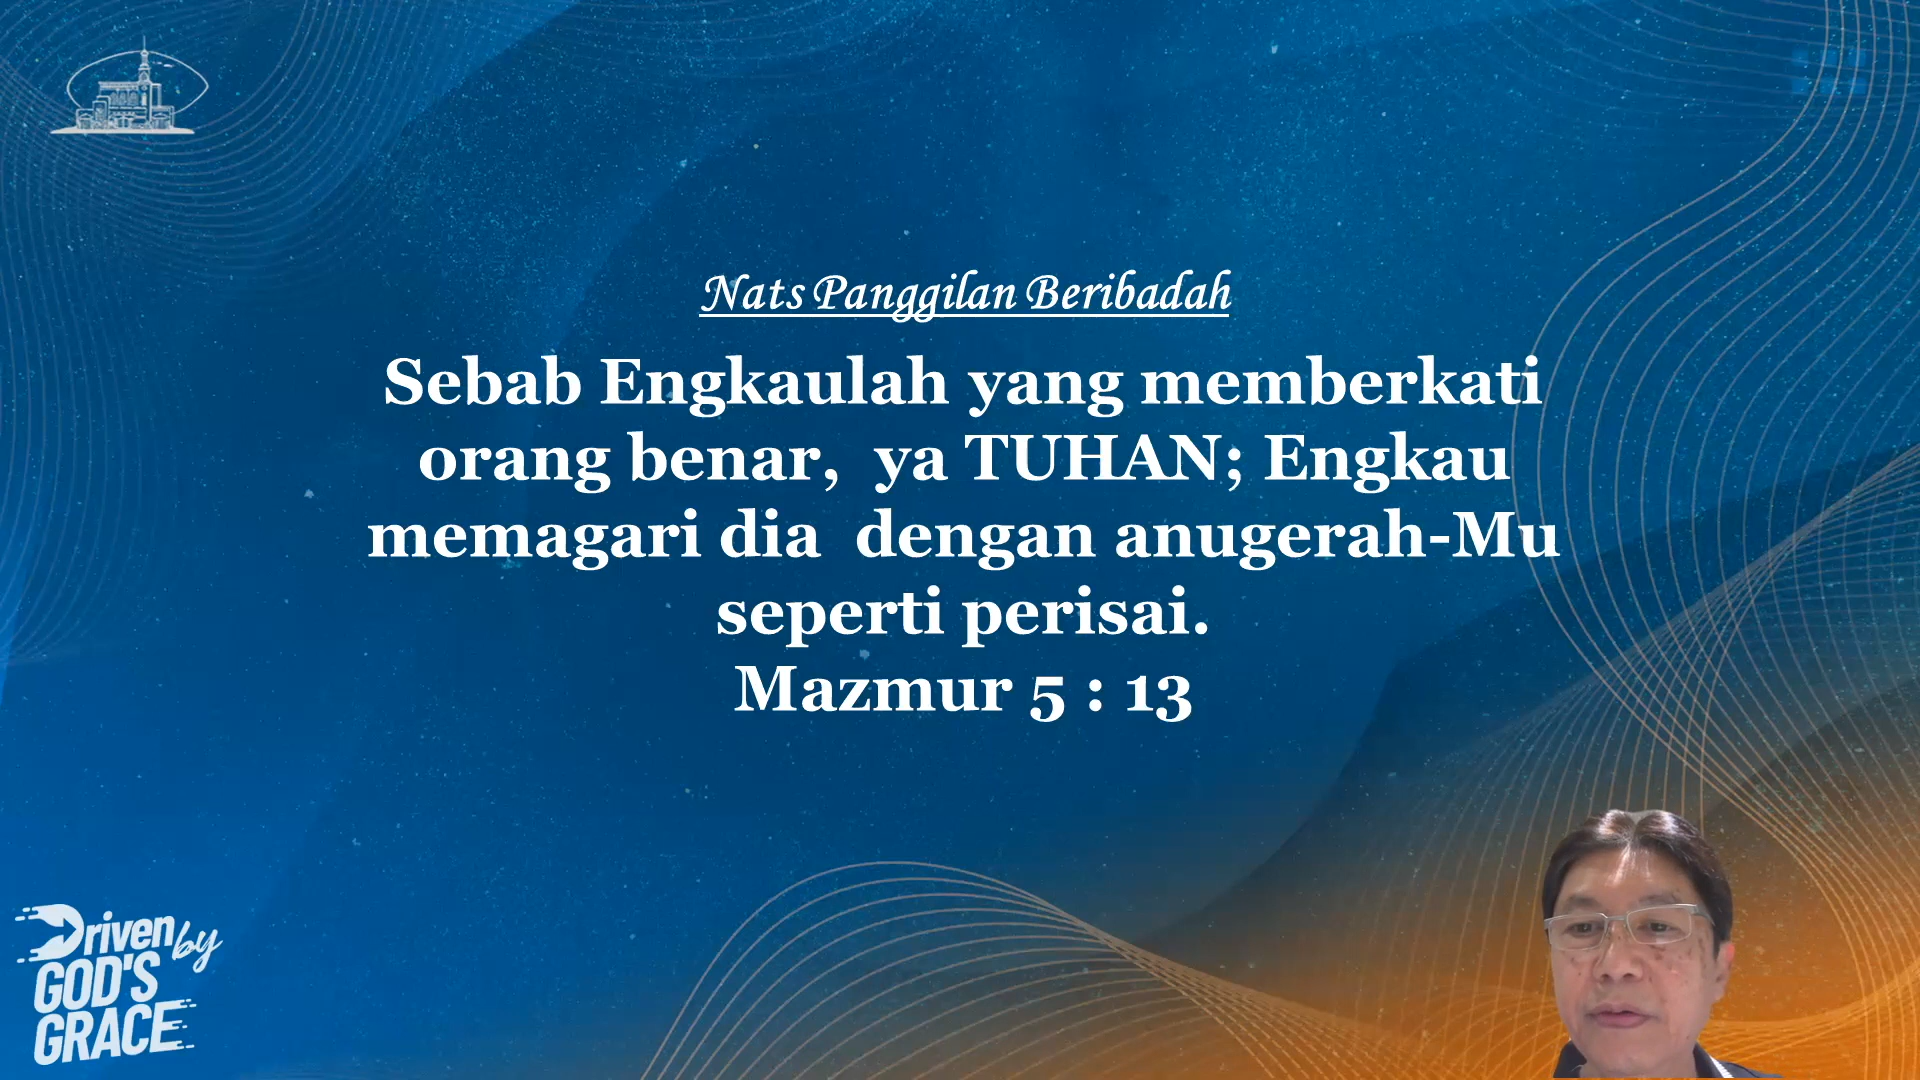 Nats Panggilan Beribadah
Sebab Engkaulah yang memberkati
orang benar, ya TUHAN; Engkau
memagari dia dengan anugerah-Mu
seperti perisai.
Mazmur 5 : 13
Driven by
GOD'S
GRACE